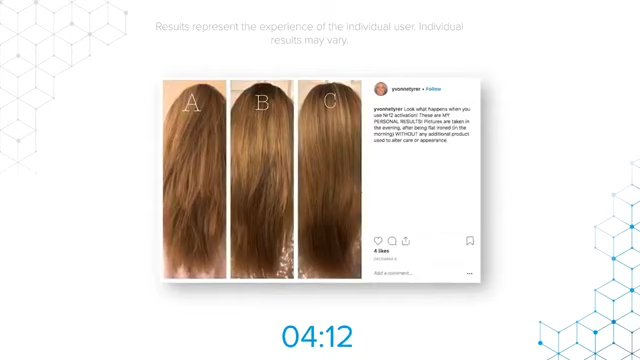 Results represent the experience of the individual user. Individual
results may vary.
A B C
yvonnetyrer • Follow
yvonnetyrer Look what happens when you
use Nrf2 activation! These are MY
PERSONAL RESULTS! Pictures are taken in
the evening, after being flat ironed (in the
morning) WITHOUT any additional product
used to alter care or appearance.
4 likes
DECEMBER 6
Add a comment...
04:12